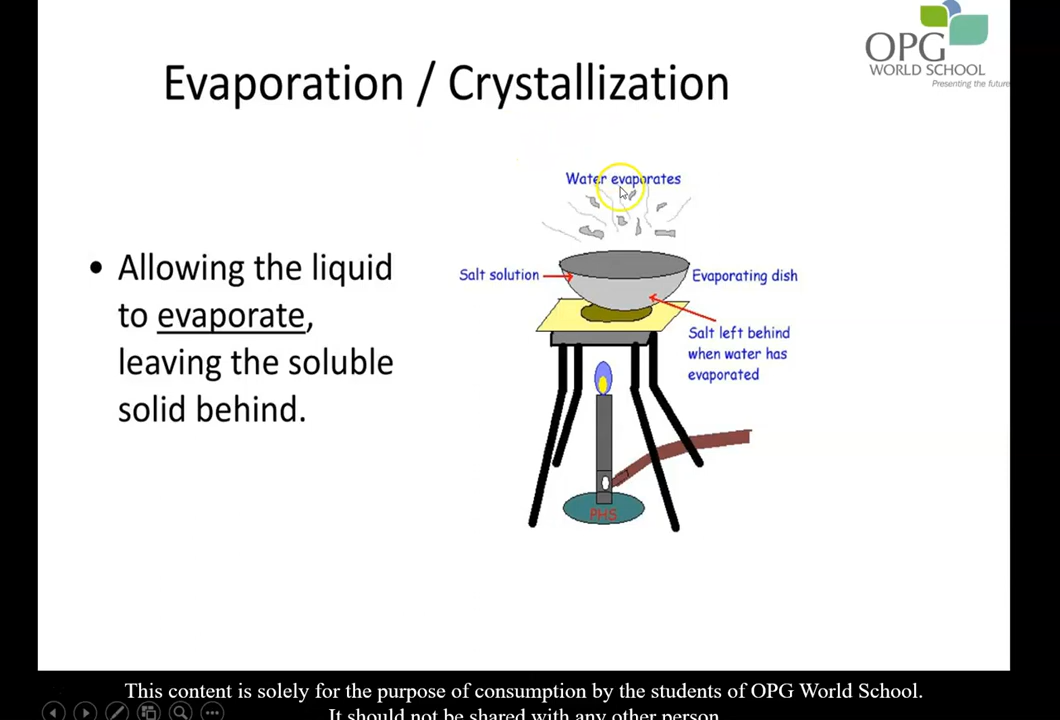 OPG
WORLD SCHOOL
Presenting the future
Evaporation / Crystallization
Water evaporates
• Allowing the liquid
to evaporate,
leaving the soluble
solid behind.
Salt solution
Evaporating dish
Salt left behind
when water has
evaporated
PHS
This content is solely for the purpose of consumption by the students of OPG World School.
It should not be shared with any other person